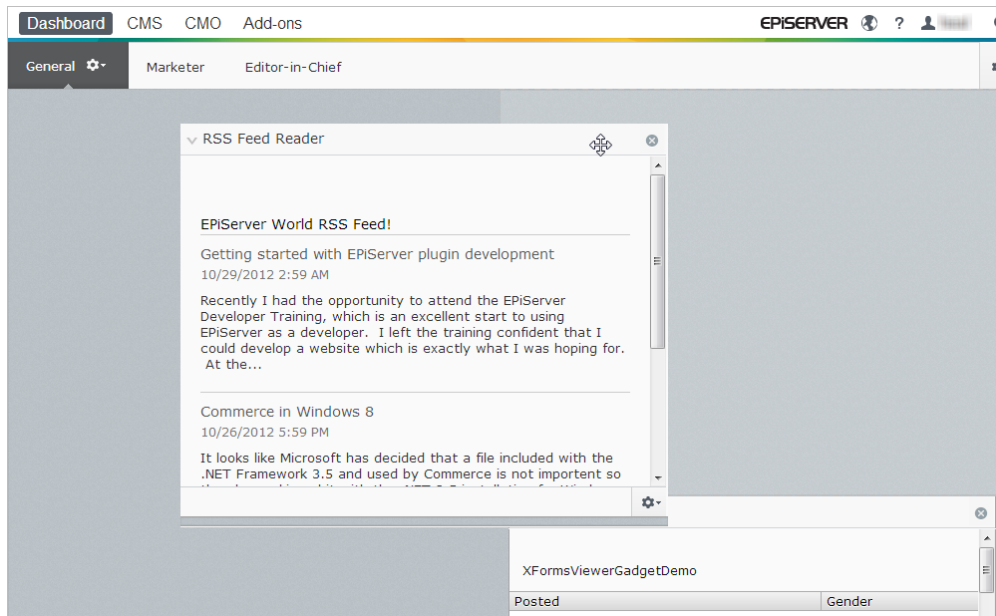 Dashboard CMS CMO Add-ons EPiSERVER ?
General Marketer Editor-in-Chief
RSS Feed Reader
EPiServer World RSS Feed!
Getting started with EPiServer plugin development
10/29/2012 2:59 AM
Recently I had the opportunity to attend the EPiServer
Developer Training, which is an excellent start to using
EPiServer as a developer. I left the training confident that I
could develop a website which is exactly what I was hoping for.
At the...
Commerce in Windows 8
10/26/2012 5:59 PM
It looks like Microsoft has decided that a file included with the
.NET Framework 3.5 and used by Commerce is not importent so
XFormsViewerGadgetDemo
Posted Gender